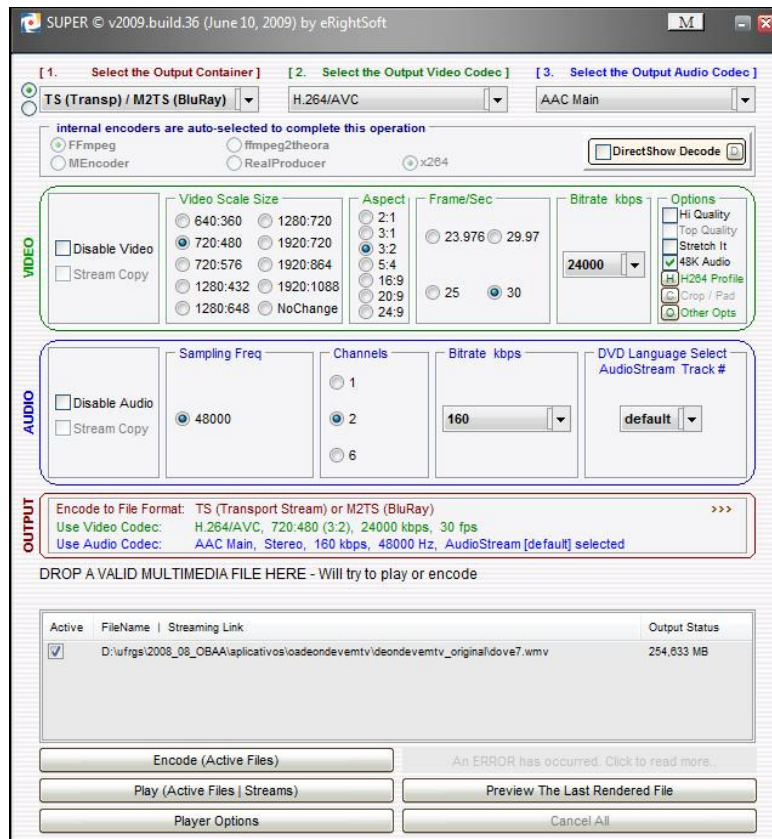 SUPER © v2009.build.36 (June 10, 2009) by eRightSoft
M
[ 1. Select the Output Container ]
[ 2. Select the Output Video Codec ]
[ 3. Select the Output Audio Codec ]
TS (Transp) / M2TS (BluRay)
H.264/AVC
AAC Main
internal encoders are auto-selected to complete this operation
FFmpeg
ffmpeg2theora
MEncoder
RealProducer
x264
DirectShow Decode
D
VIDEO
Disable Video
Stream Copy
Video Scale Size
640:360
1280:720
720:480
1920:720
720:576
1920:864
1280:432
1920:1088
1280:648
NoChange
Aspect
2:1
3:1
3:2
5:4
16:9
20:9
24:9
Frame/Sec
23.976
29.97
25
30
Bitrate kbps
24000
Options
Hi Quality
Top Quality
Stretch It
48K Audio
H H264 Profile
C Crop / Pad
O Other Opts
AUDIO
Disable Audio
Stream Copy
Sampling Freq
48000
Channels
1
2
6
Bitrate kbps
160
DVD Language Select
AudioStream Track #
default
OUTPUT
Encode to File Format: TS (Transport Stream) or M2TS (BluRay)
>>>
Use Video Codec: H.264/AVC, 720:480 (3:2), 24000 kbps, 30 fps
Use Audio Codec: AAC Main, Stereo, 160 kbps, 48000 Hz, AudioStream [default] selected
DROP A VALID MULTIMEDIA FILE HERE - Will try to play or encode
Active FileName | Streaming Link Output Status
D:\ufrgs\2008_08_OBAA\aplicativos\oadeondevemtv\deondevemtv_original\dove7.wmv 254,633 MB
Encode (Active Files)
An ERROR has occurred. Click to read more..
Play (Active Files | Streams)
Preview The Last Rendered File
Player Options
Cancel All